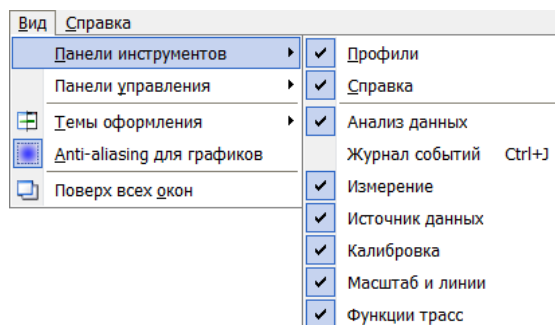 Вид Справка
Панели инструментов
Панели управления
Темы оформления
Anti-aliasing для графиков
Поверх всех окон
Профили
Справка
Анализ данных
Журнал событий Ctrl+J
Измерение
Источник данных
Калибровка
Масштаб и линии
Функции трасс